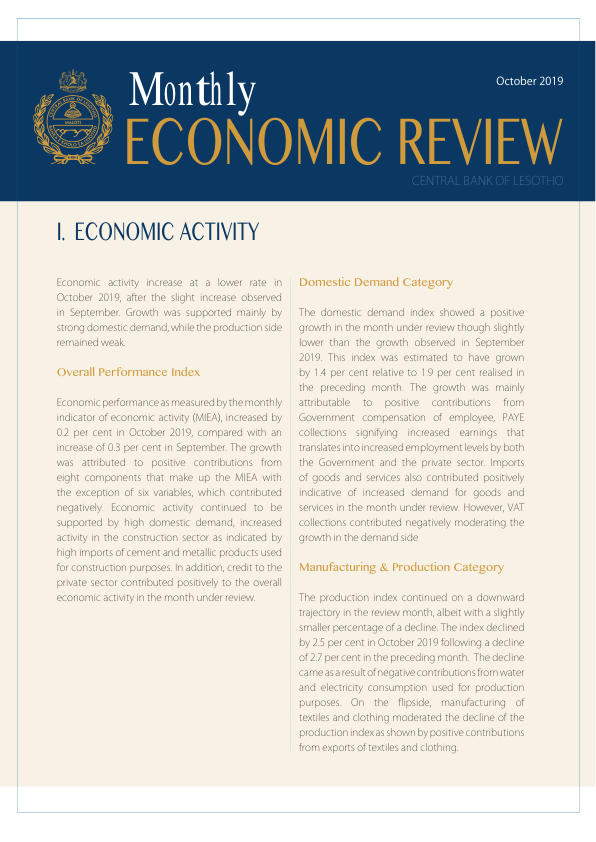 October 2019
Monthly
ECONOMIC REVIEW
CENTRAL BANK OF LESOTHO
CENTRAL BANK OF LESOTHO
MALOTI
I. ECONOMIC ACTIVITY
Economic activity increase at a lower rate in
October 2019, after the slight increase observed
in September. Growth was supported mainly by
strong domestic demand, while the production side
remained weak.
Overall Performance Index
Economic performance as measured by the monthly
indicator of economic activity (MIEA), increased by
0.2 per cent in October 2019, compared with an
increase of 0.3 per cent in September. The growth
was attributed to positive contributions from
eight components that make up the MIEA with
the exception of six variables, which contributed
negatively. Economic activity continued to be
supported by high domestic demand, increased
activity in the construction sector as indicated by
high imports of cement and metallic products used
for construction purposes. In addition, credit to the
private sector contributed positively to the overall
economic activity in the month under review.
Domestic Demand Category
The domestic demand index showed a positive
growth in the month under review though slightly
lower than the growth observed in September
2019. This index was estimated to have grown
by 1.4 per cent relative to 1.9 per cent realised in
the preceding month. The growth was mainly
attributable to positive contributions from
Government compensation of employee, PAYE
collections signifying increased earnings that
translates into increased employment levels by both
the Government and the private sector. Imports
of goods and services also contributed positively
indicative of increased demand for goods and
services in the month under review. However, VAT
collections contributed negatively moderating the
growth in the demand side
Manufacturing & Production Category
The production index continued on a downward
trajectory in the review month, albeit with a slightly
smaller percentage of a decline. The index declined
by 2.5 per cent in October 2019 following a decline
of 2.7 per cent in the preceding month. The decline
came as a result of negative contributions from water
and electricity consumption used for production
purposes. On the flipside, manufacturing of
textiles and clothing moderated the decline of the
production index as shown by positive contributions
from exports of textiles and clothing.